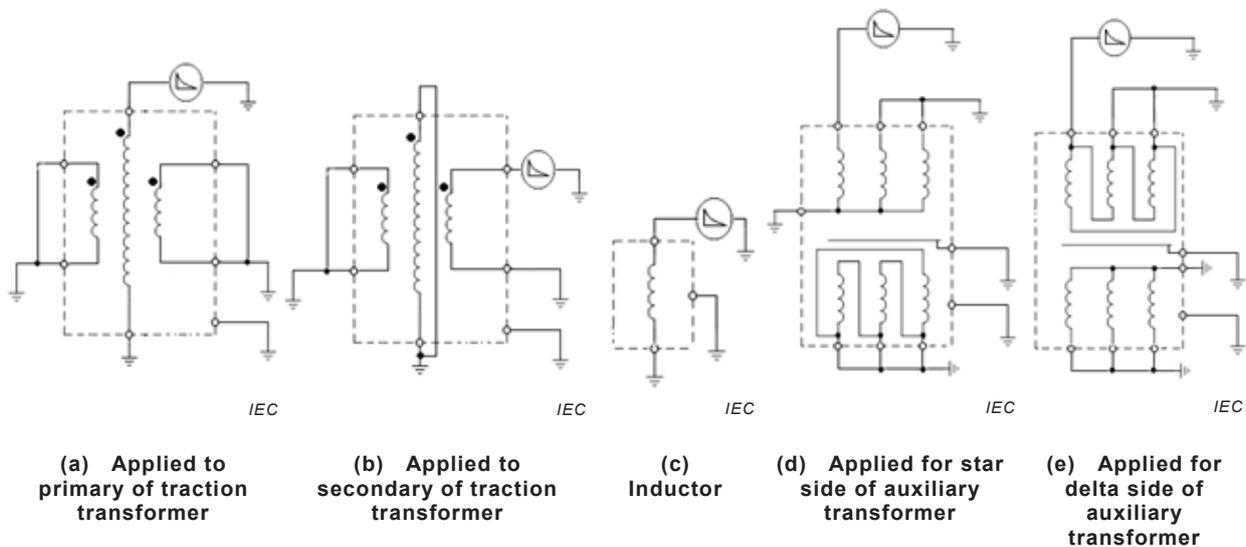 IEC
IEC
IEC
IEC
IEC
(a) Applied to
primary of traction
transformer
(b) Applied to
secondary of traction
transformer
(c)
Inductor
(d) Applied for star
side of auxiliary
transformer
(e) Applied for
delta side of
auxiliary
transformer